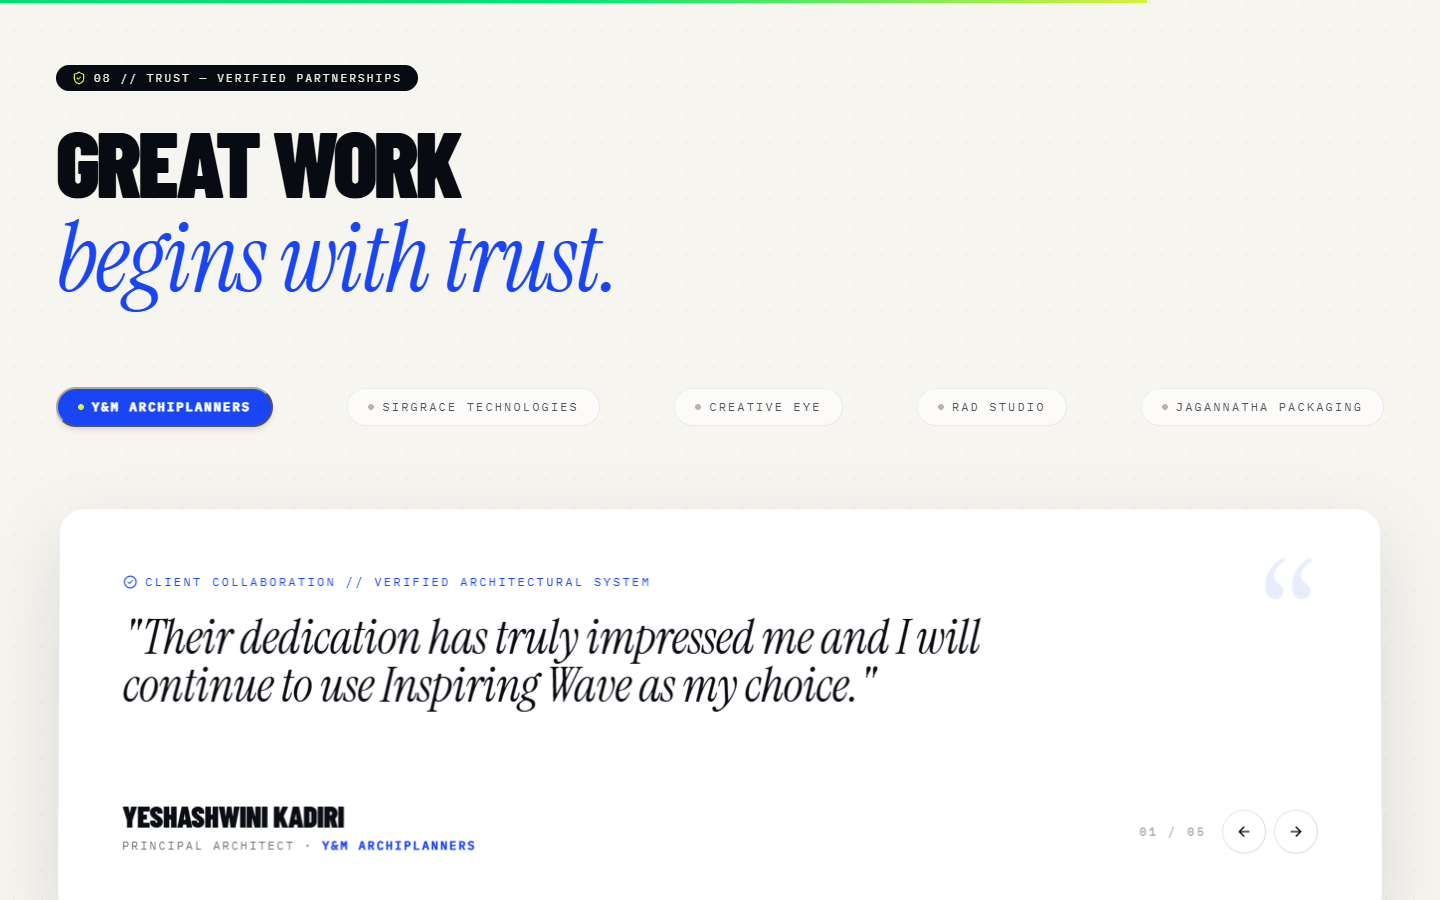 08 // TRUST — VERIFIED PARTNERSHIPS
GREAT WORK
begins with trust.
Y&M ARCHIPLANNERS
SIRGRACE TECHNOLOGIES
CREATIVE EYE
RAD STUDIO
JAGANNATHA PACKAGING
CLIENT COLLABORATION // VERIFIED ARCHITECTURAL SYSTEM
“
"Their dedication has truly impressed me and I will
continue to use Inspiring Wave as my choice."
YESHASHWINI KADIRI
PRINCIPAL ARCHITECT · Y&M ARCHIPLANNERS
01 / 05